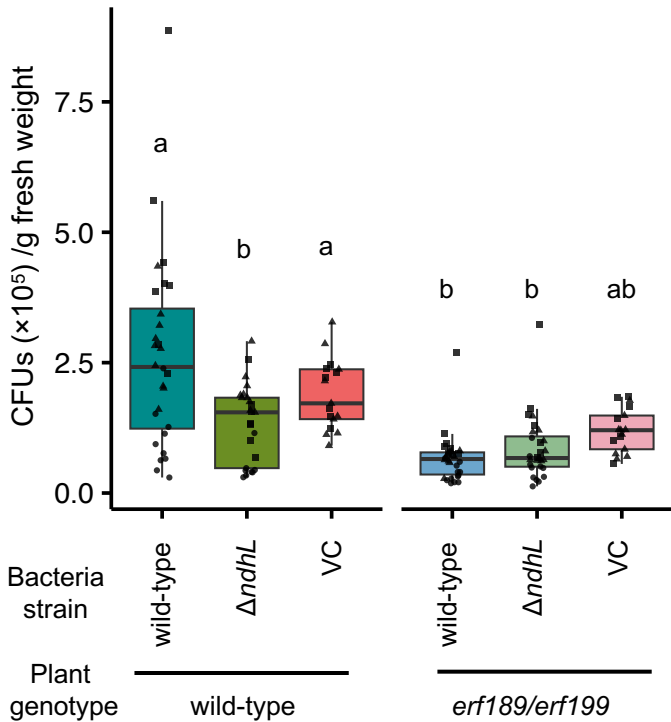 CFUs (×10⁵) /g fresh weight
7.5
5.0
2.5
0.0
a
b
a
b
b
ab
Bacteria
strain
wild-type
ΔndhL
VC
wild-type
ΔndhL
VC
Plant
genotype
wild-type
erf189/erf199